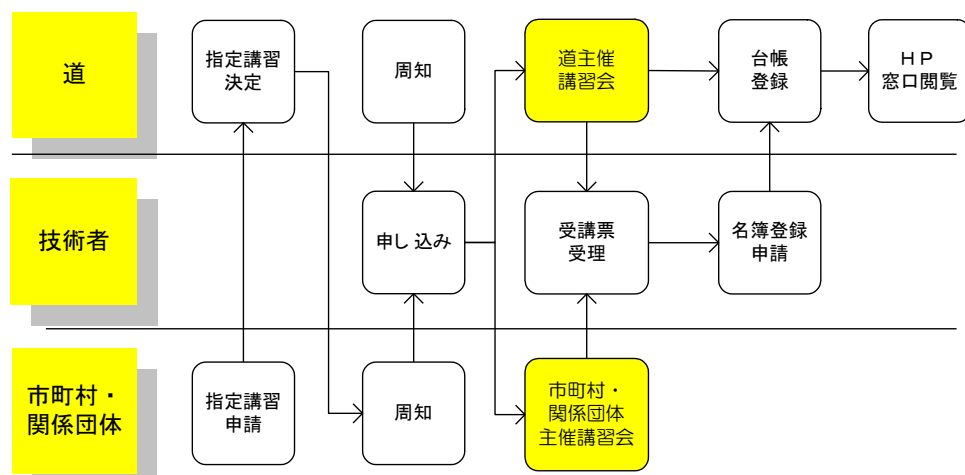 道
指定講習
決定
周知
道主催
講習会
台帳
登録
HP
窓口閲覧
技術者
申し込み
受講票
受理
名簿登録
申請
市町村・
関係団体
指定講習
申請
周知
市町村・
関係団体
主催講習会